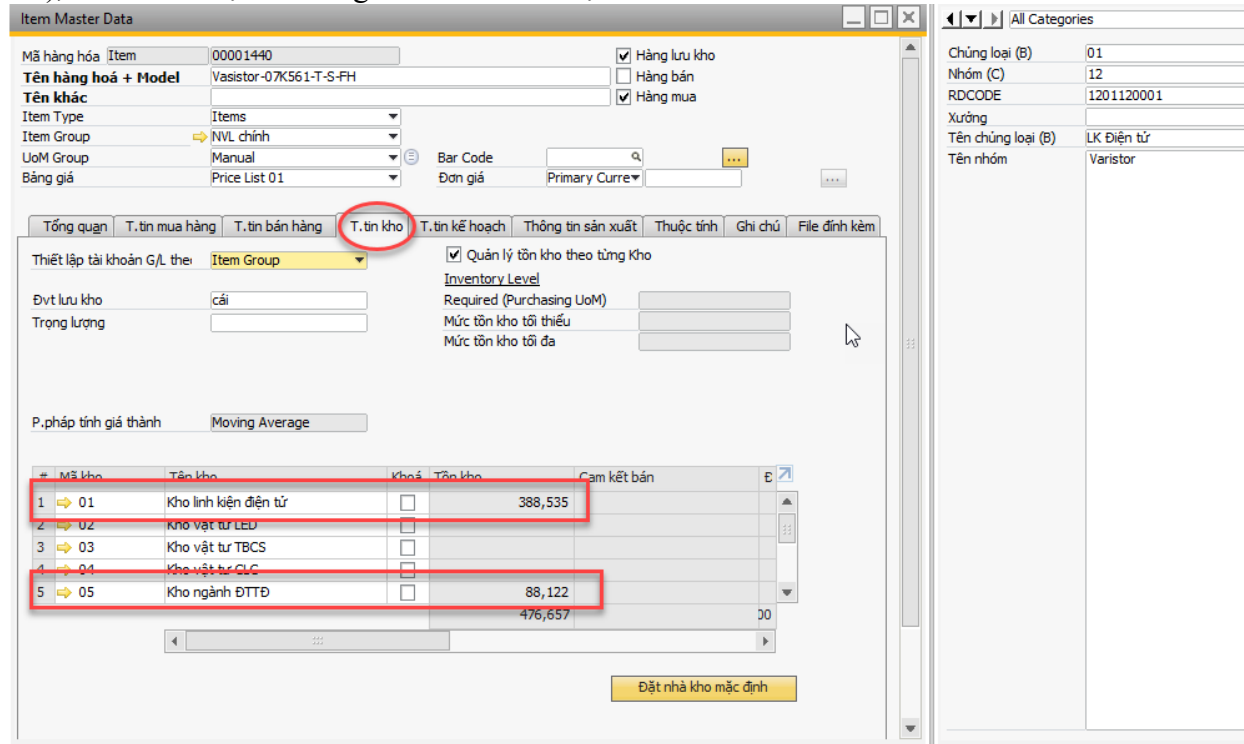 Item Master Data
All Categories
Mã hàng hóa Item 00001440 Hàng lưu kho
Tên hàng hoá + Model Vasistor-07K561-T-S-FH Hàng bán
Tên khác Hàng mua
Item Type Items
Item Group NVL chính
UoM Group Manual Bar Code ...
Bảng giá Price List 01 Đơn giá Primary Curre ...
Tổng quan T.tin mua hàng T.tin bán hàng T.tin kho T.tin kế hoạch Thông tin sản xuất Thuộc tính Ghi chú File đính kèm
Thiết lập tài khoản G/L the Item Group Quản lý tồn kho theo từng Kho
Inventory Level
Đvt lưu kho cái Required (Purchasing UoM)
Trọng lượng Mức tồn kho tối thiểu
Mức tồn kho tối đa
P.pháp tính giá thành Moving Average
# Mã kho Tên kho Khoá Tồn kho Cam kết bán Đ
1 01 Kho linh kiện điện tử 388,535
2 02 Kho vật tư LED
3 03 Kho vật tư TBCS
4 04 Kho vật tư CLC
5 05 Kho ngành ĐTTĐ 88,122
476,657 00
Đặt nhà kho mặc định
Chủng loại (B) 01
Nhóm (C) 12
RDCODE 1201120001
Xưởng
Tên chủng loại (B) LK Điện tử
Tên nhóm Varistor